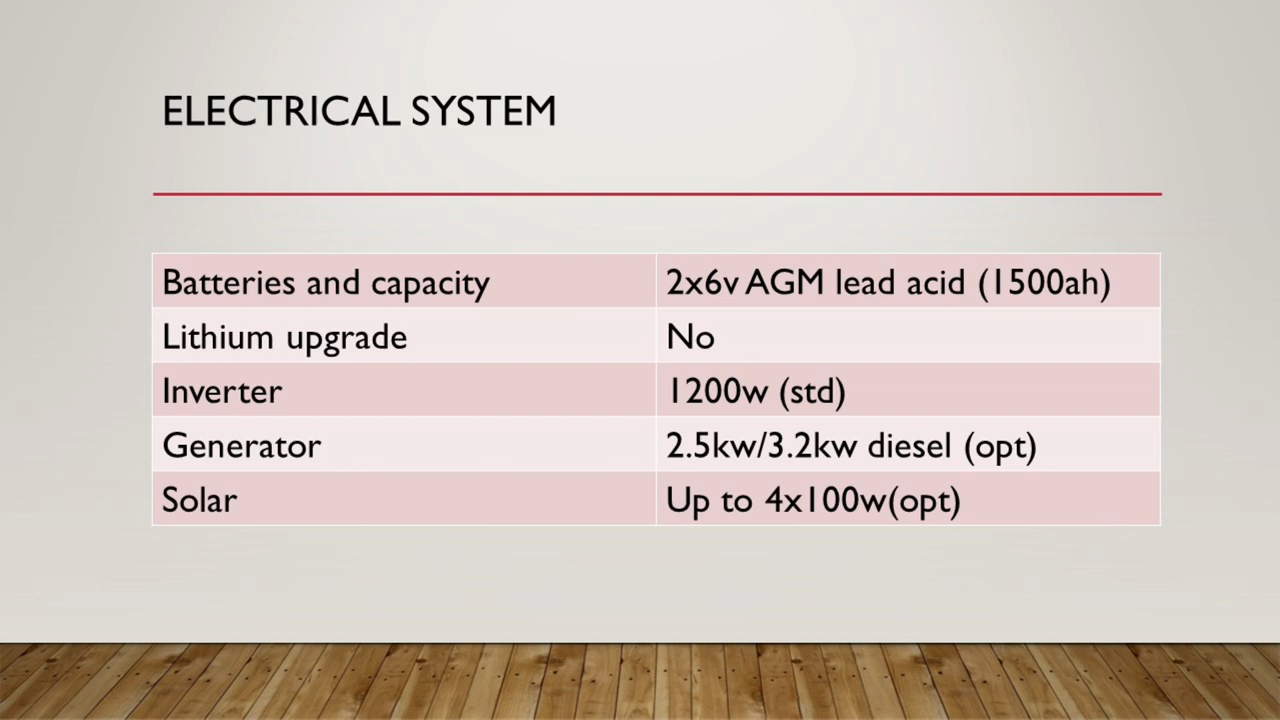 ELECTRICAL SYSTEM
Batteries and capacity 2x6v AGM lead acid (1500ah)
Lithium upgrade No
Inverter 1200w (std)
Generator 2.5kw/3.2kw diesel (opt)
Solar Up to 4x100w(opt)